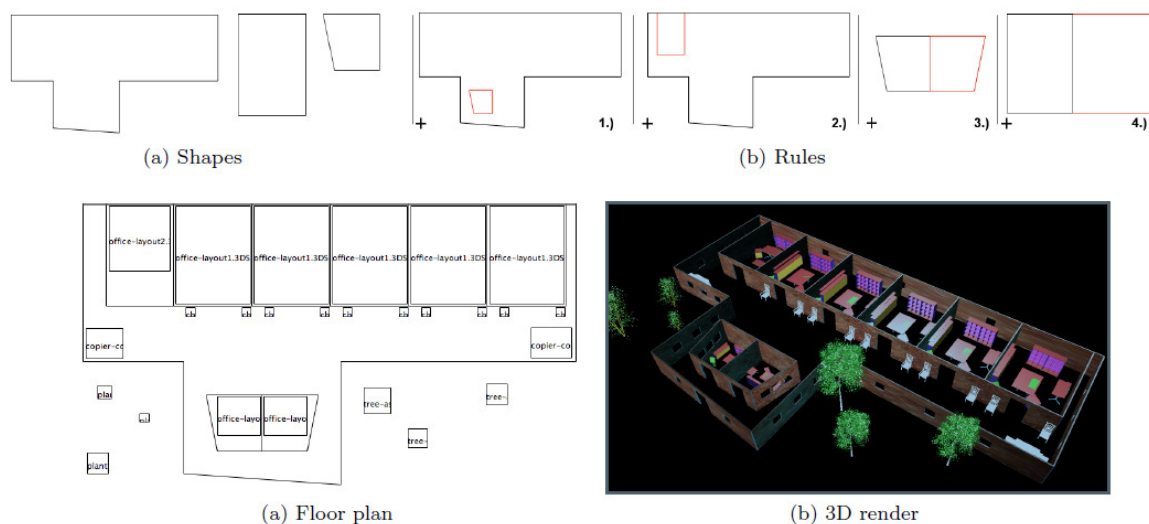 1.)
2.)
3.)
4.)
(a) Shapes
(b) Rules
office-layout2.
office-layout1.3DS
office-layout1.3DS
office-layout1.3DS
office-layout1.3DS
office-layout1.3DS
copier-co
copier-co
plan
tree-as
tree-
office-layo
office-layo
tree-
plant
(a) Floor plan
(b) 3D render